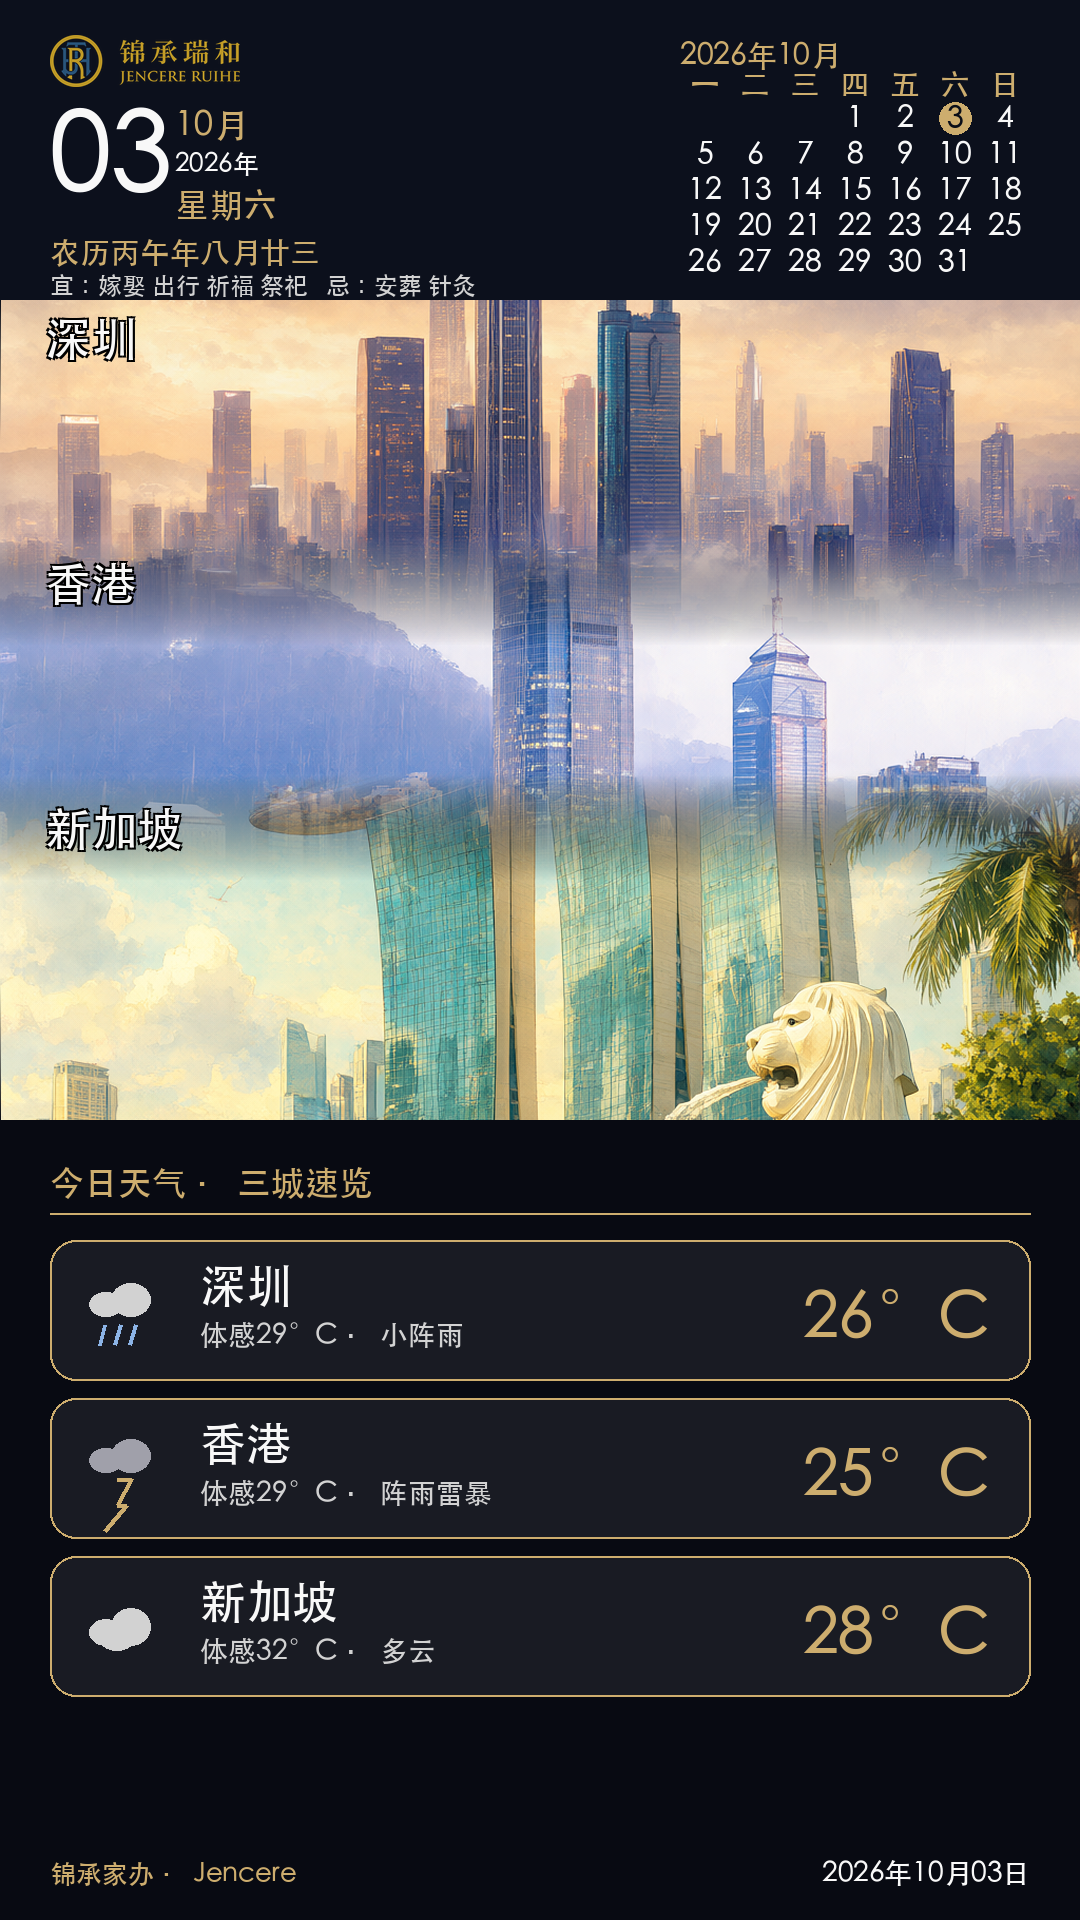 锦承瑞和
JENCERE RUIHE
03
10月
2026年
星期六
农历丙午年八月廿三
宜：嫁娶 出行 祈福 祭祀 忌：安葬 针灸
2026年10月
一 二 三 四 五 六 日
1 2 3 4
5 6 7 8 9 10 11
12 13 14 15 16 17 18
19 20 21 22 23 24 25
26 27 28 29 30 31
深圳
香港
新加坡
今日天气 · 三城速览
深圳
体感29°C · 小阵雨
26°C
香港
体感29°C · 阵雨雷暴
25°C
新加坡
体感32°C · 多云
28°C
锦承家办 · Jencere
2026年10月03日